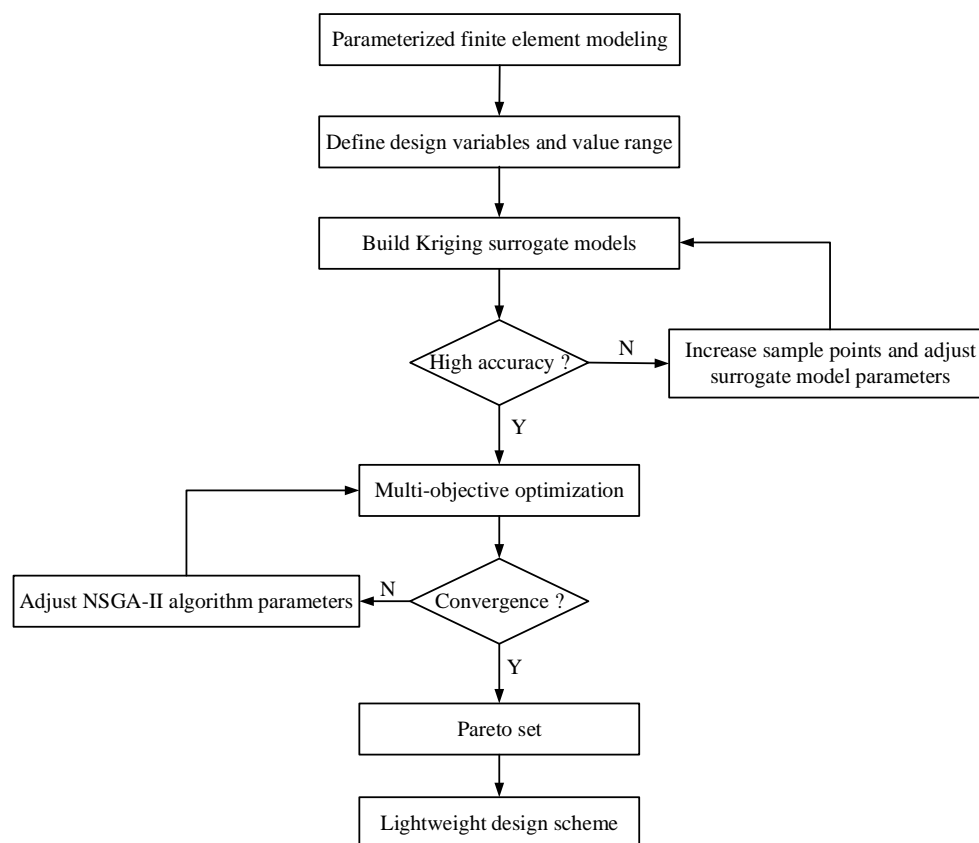 Parameterized finite element modeling
Define design variables and value range
Build Kriging surrogate models
High accuracy ?
N
Increase sample points and adjust
surrogate model parameters
Y
Multi-objective optimization
Adjust NSGA-II algorithm parameters
N
Convergence ?
Y
Pareto set
Lightweight design scheme